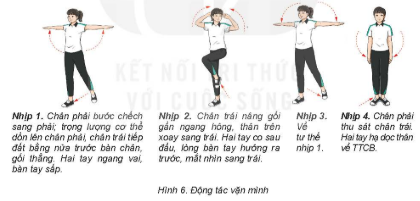 KẾT NỐI TRI THỨC
VỚI CUỘC SỐNG
Nhịp 1. Chân phải bước chếch
sang phải; trọng lượng cơ thể
dồn lên chân phải, chân trái tiếp
đất bằng nửa trước bàn chân,
gối thẳng. Hai tay ngang vai,
bàn tay sấp.
Nhịp 2. Chân trái nâng gối
gần ngang hông, thân trên
xoay sang trái. Hai tay co sau
đầu, lòng bàn tay hướng ra
trước, mắt nhìn sang trái.
Nhịp 3.
Về
tư thế
nhịp 1.
Nhịp 4. Chân phải
thu sát chân trái.
Hai tay hạ dọc thân
về TTCB.
Hình 6. Động tác vặn mình